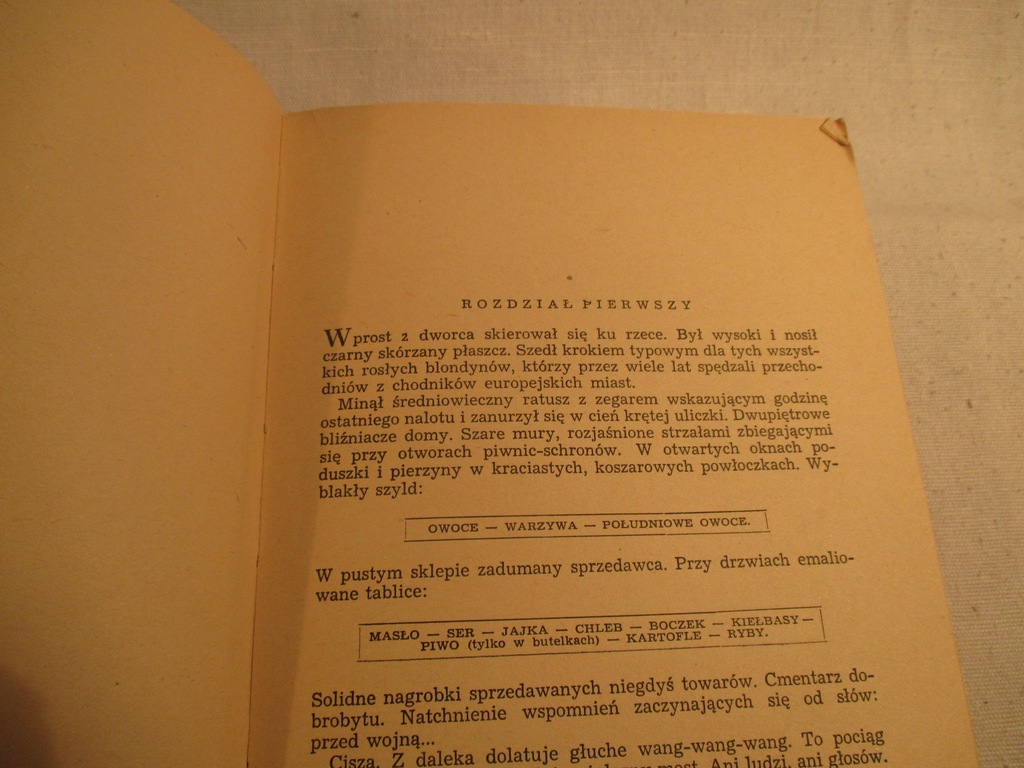 ROZDZIAŁ PIERWSZY
Wprost z dworca skierował się ku rzece. Był wysoki i nosił
czarny skórzany płaszcz. Szedł krokiem typowym dla tych wszyst-
kich rosłych blondynów, którzy przez wiele lat spędzali przecho-
dniów z chodników europejskich miast.
Minął średniowieczny ratusz z zegarem wskazującym godzinę
ostatniego nalotu i zanurzył się w cień krętej uliczki. Dwupiętrowe
bliźniacze domy. Szare mury, rozjaśnione strzałami zbiegającymi
się przy otworach piwnic-schronów. W otwartych oknach po-
duszki i pierzyny w kraciastych, koszarowych powłoczkach. Wy-
blakły szyld:
OWOCE — WARZYWA — POŁUDNIOWE OWOCE.
W pustym sklepie zadumany sprzedawca. Przy drzwiach emalio-
wane tablice:
MASŁO — SER — JAJKA — CHLEB — BOCZEK — KIEŁBASY —
PIWO (tylko w butelkach) — KARTOFLE — RYBY.
Solidne nagrobki sprzedawanych niegdyś towarów. Cmentarz do-
brobytu. Natchnienie wspomnień zaczynających się od słów:
przed wojną...
Cisza. Z daleka dolatuje głuche wang-wang-wang. To pociąg
most. Ani ludzi, ani głosów.